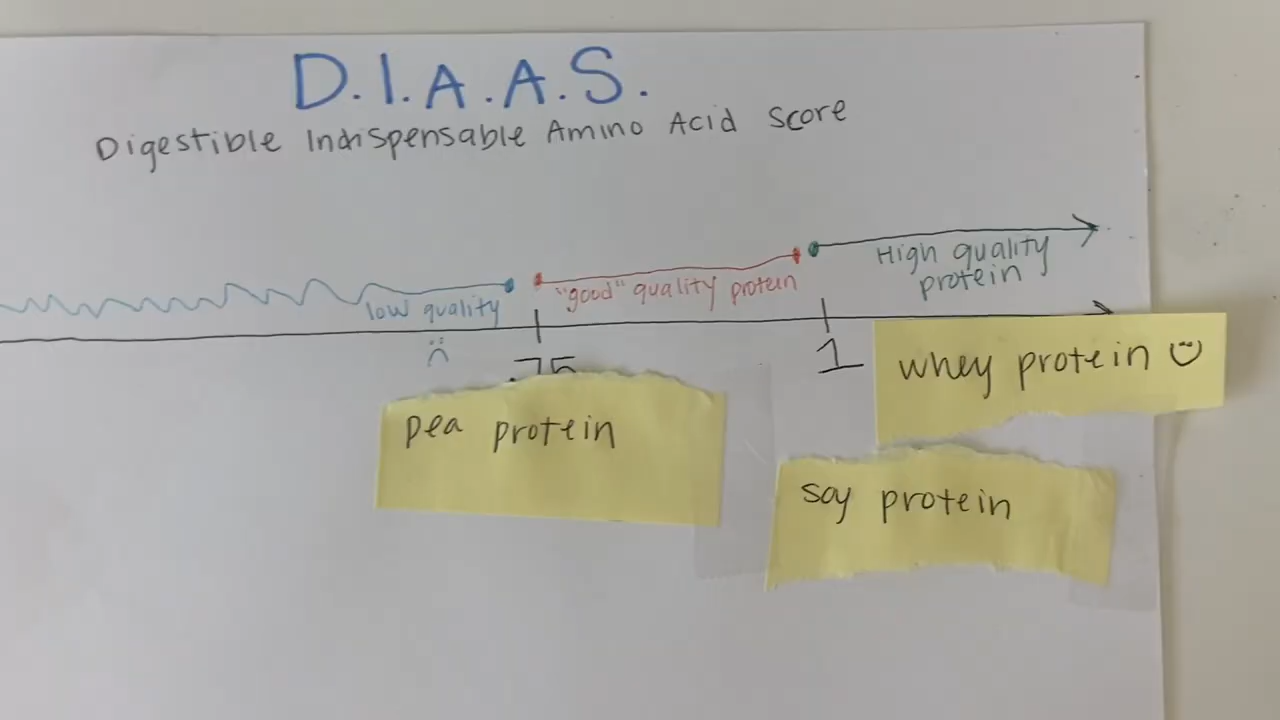 D.I.A.A.S.
Digestible Indispensable Amino Acid Score
low quality
"good" quality protein
High quality
protein
.75
1
pea protein
whey protein
soy protein